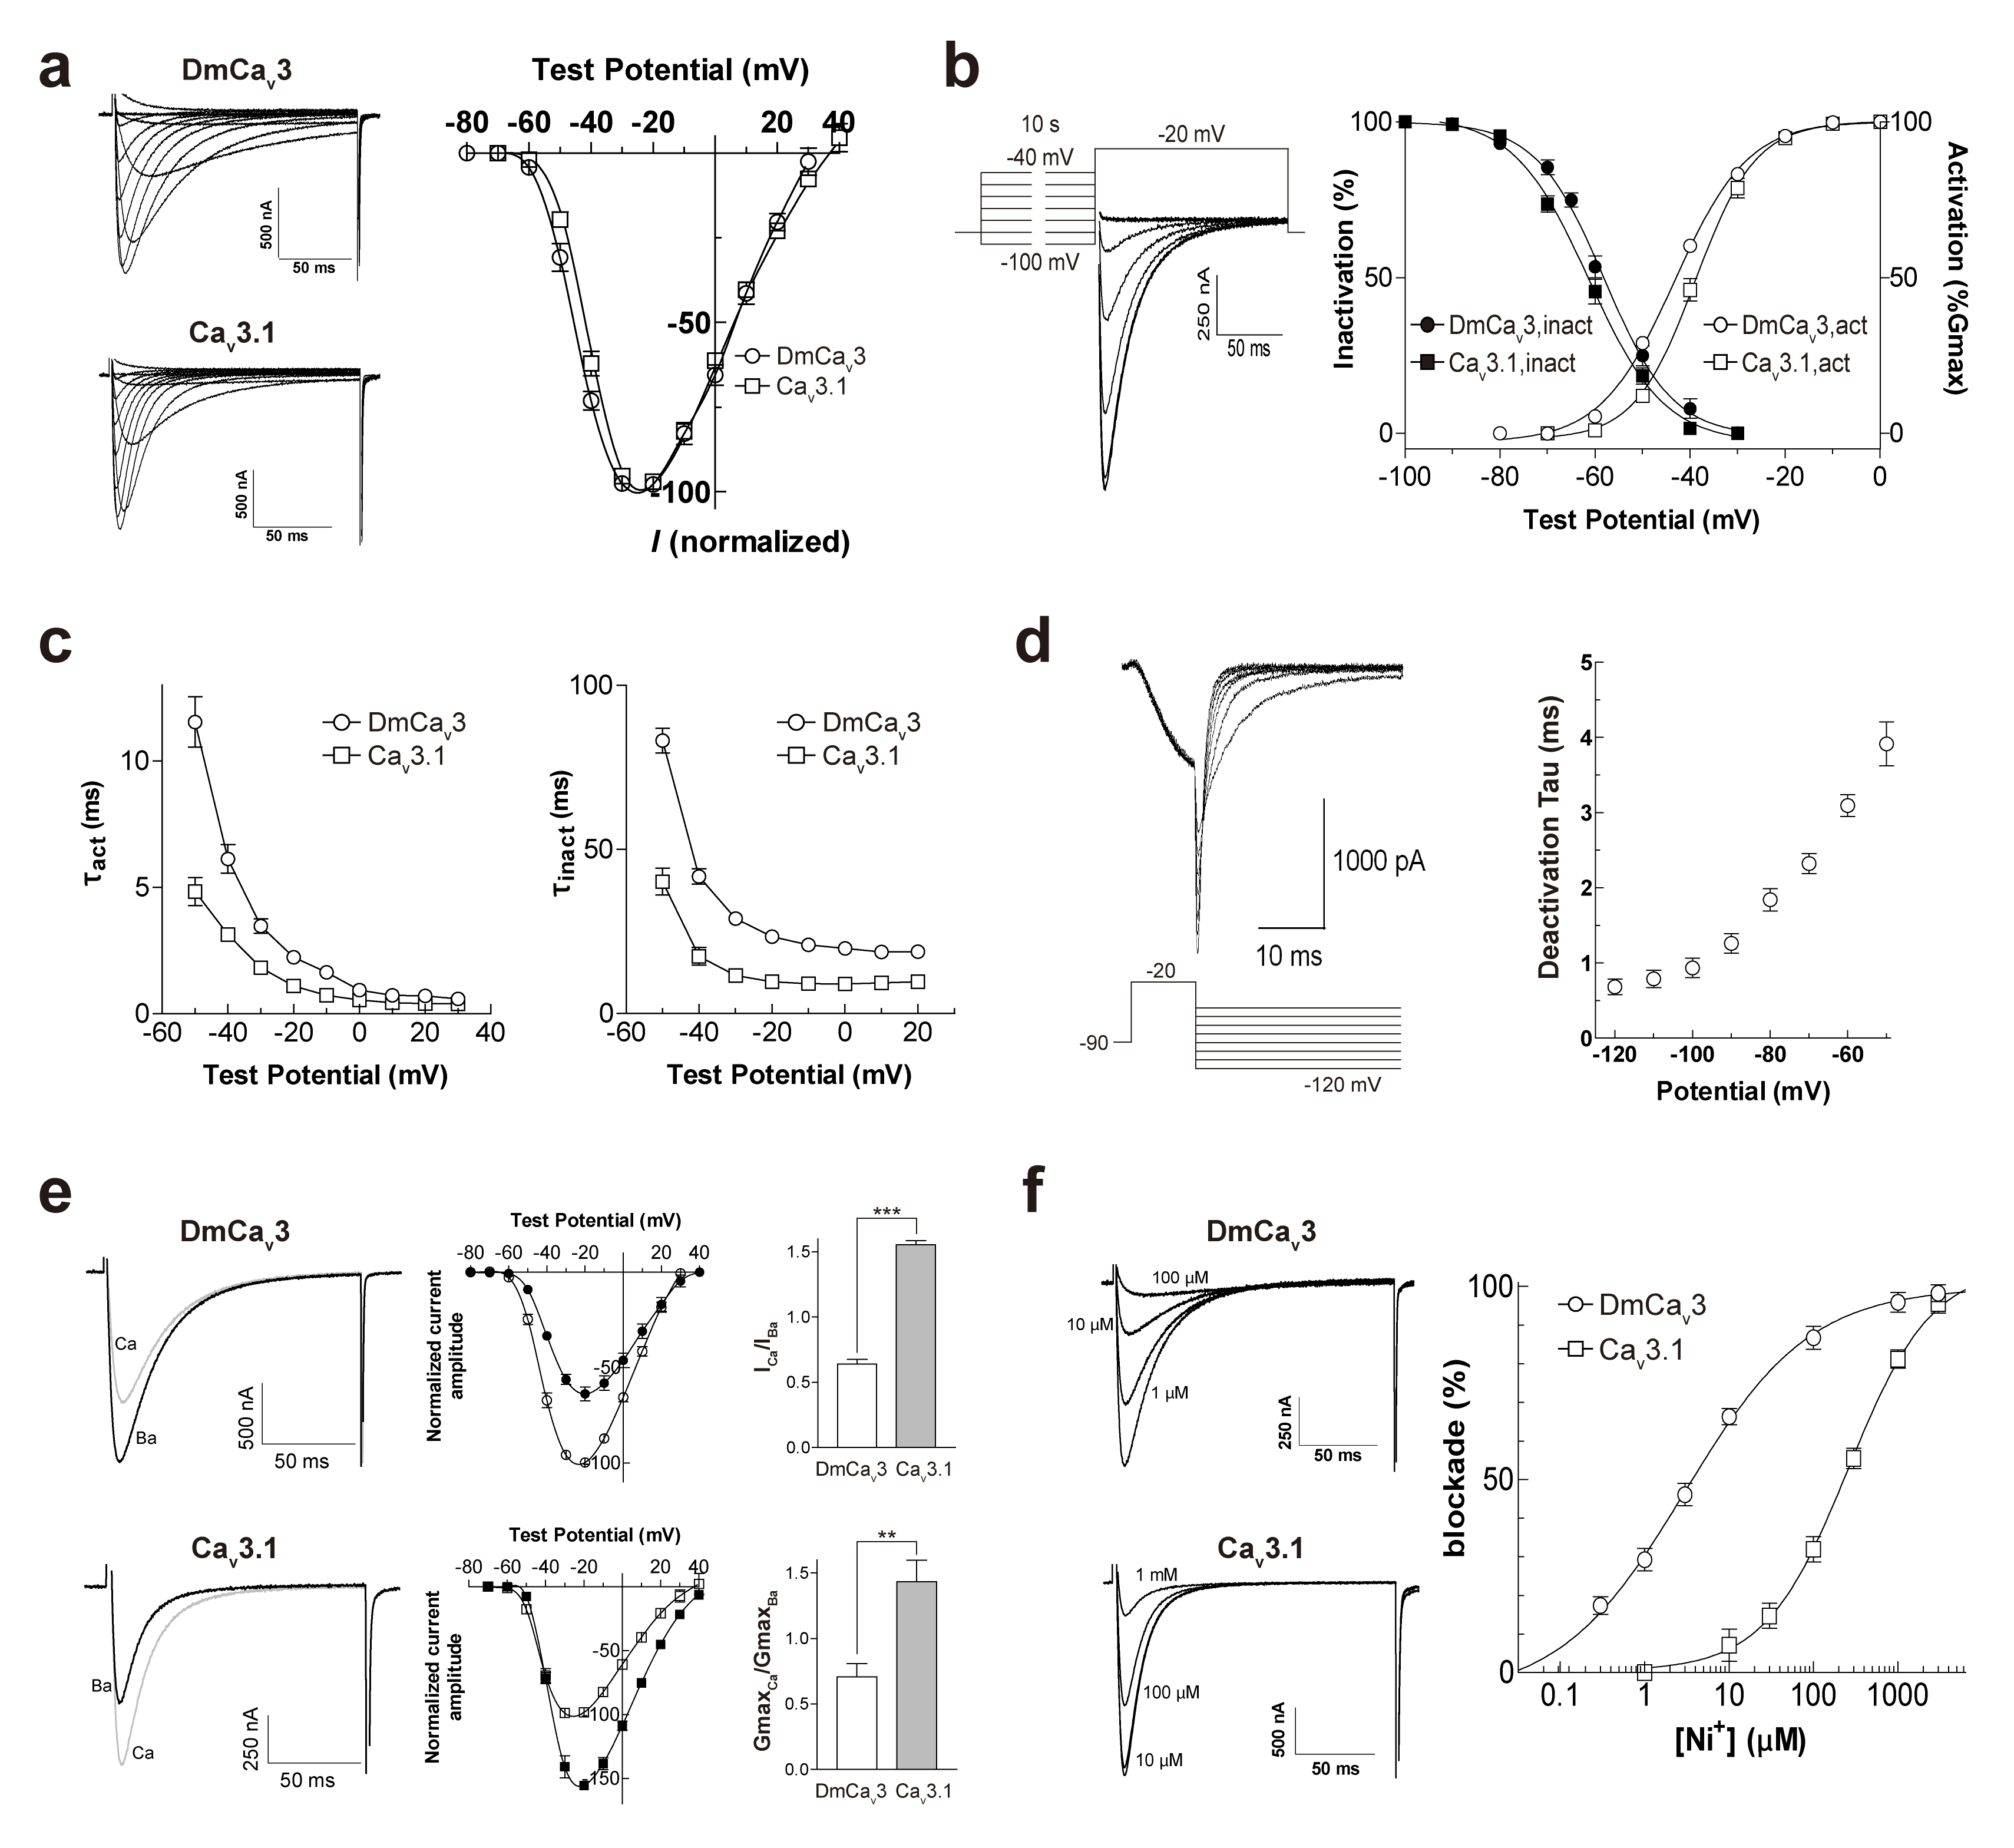 a
DmCav3
500 nA
50 ms
Cav3.1
500 nA
50 ms
Test Potential (mV)
-80 -60 -40 -20 20 40
-50
-100
DmCav3
Cav3.1
I (normalized)
b
10 s
-40 mV
-20 mV
-100 mV
250 nA
50 ms
Inactivation (%)
100
50
0
Activation (%Gmax)
100
50
0
DmCav3,inact
Cav3.1,inact
DmCav3,act
Cav3.1,act
-100 -80 -60 -40 -20 0
Test Potential (mV)
c
τact (ms)
10
5
0
DmCav3
Cav3.1
-60 -40 -20 0 20 40
Test Potential (mV)
τinact (ms)
100
50
0
DmCav3
Cav3.1
-60 -40 -20 0 20
Test Potential (mV)
d
1000 pA
10 ms
-20
-90
-120 mV
Deactivation Tau (ms)
5
4
3
2
1
0
-120 -100 -80 -60
Potential (mV)
e
DmCav3
Ca
Ba
500 nA
50 ms
Test Potential (mV)
-80 -60 -40 -20 20 40
Normalized current
amplitude
-50
-100
ICa/IBa
1.5
1.0
0.5
0.0
***
DmCav3 Cav3.1
Cav3.1
Ba
Ca
250 nA
50 ms
Test Potential (mV)
-80 -60 -40 -20 20 40
Normalized current
amplitude
-50
-100
-150
GmaxCa/GmaxBa
1.5
1.0
0.5
0.0
**
DmCav3 Cav3.1
f
DmCav3
100 µM
10 µM
1 µM
250 nA
50 ms
Cav3.1
1 mM
100 µM
10 µM
500 nA
50 ms
blockade (%)
100
50
0
DmCav3
Cav3.1
0.1 1 10 100 1000
[Ni+] (µM)